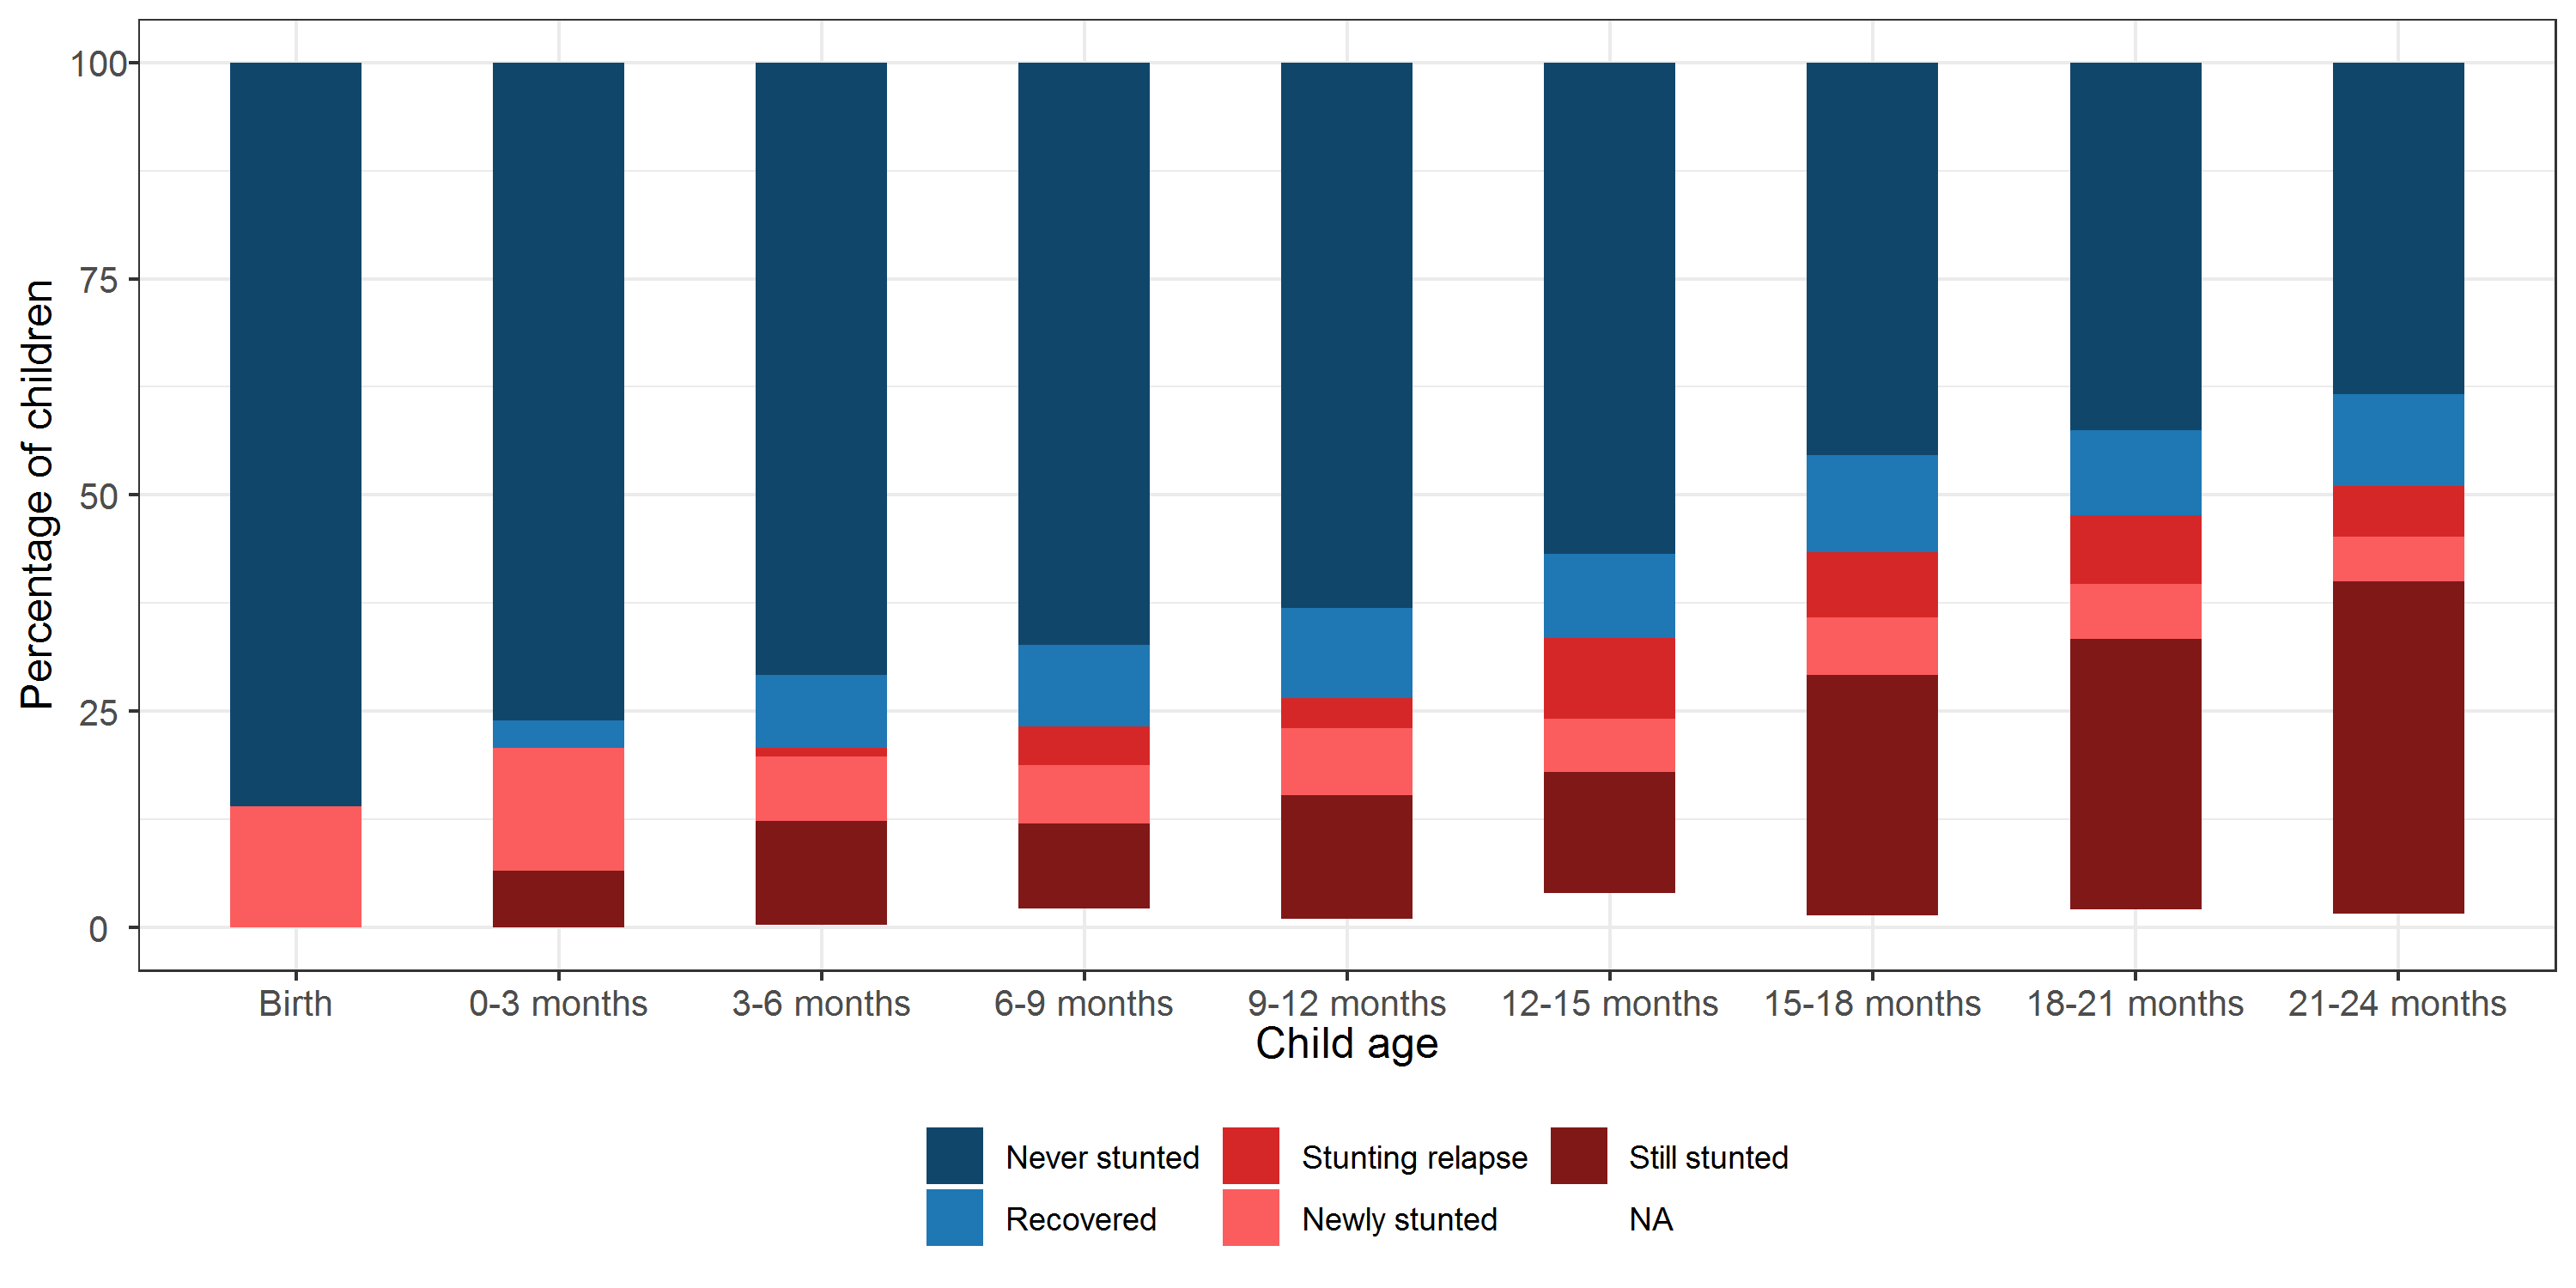 Percentage of children
100
75
50
25
0
Birth 0-3 months 3-6 months 6-9 months 9-12 months 12-15 months 15-18 months 18-21 months 21-24 months
Child age
Never stunted Stunting relapse Still stunted
Recovered Newly stunted NA